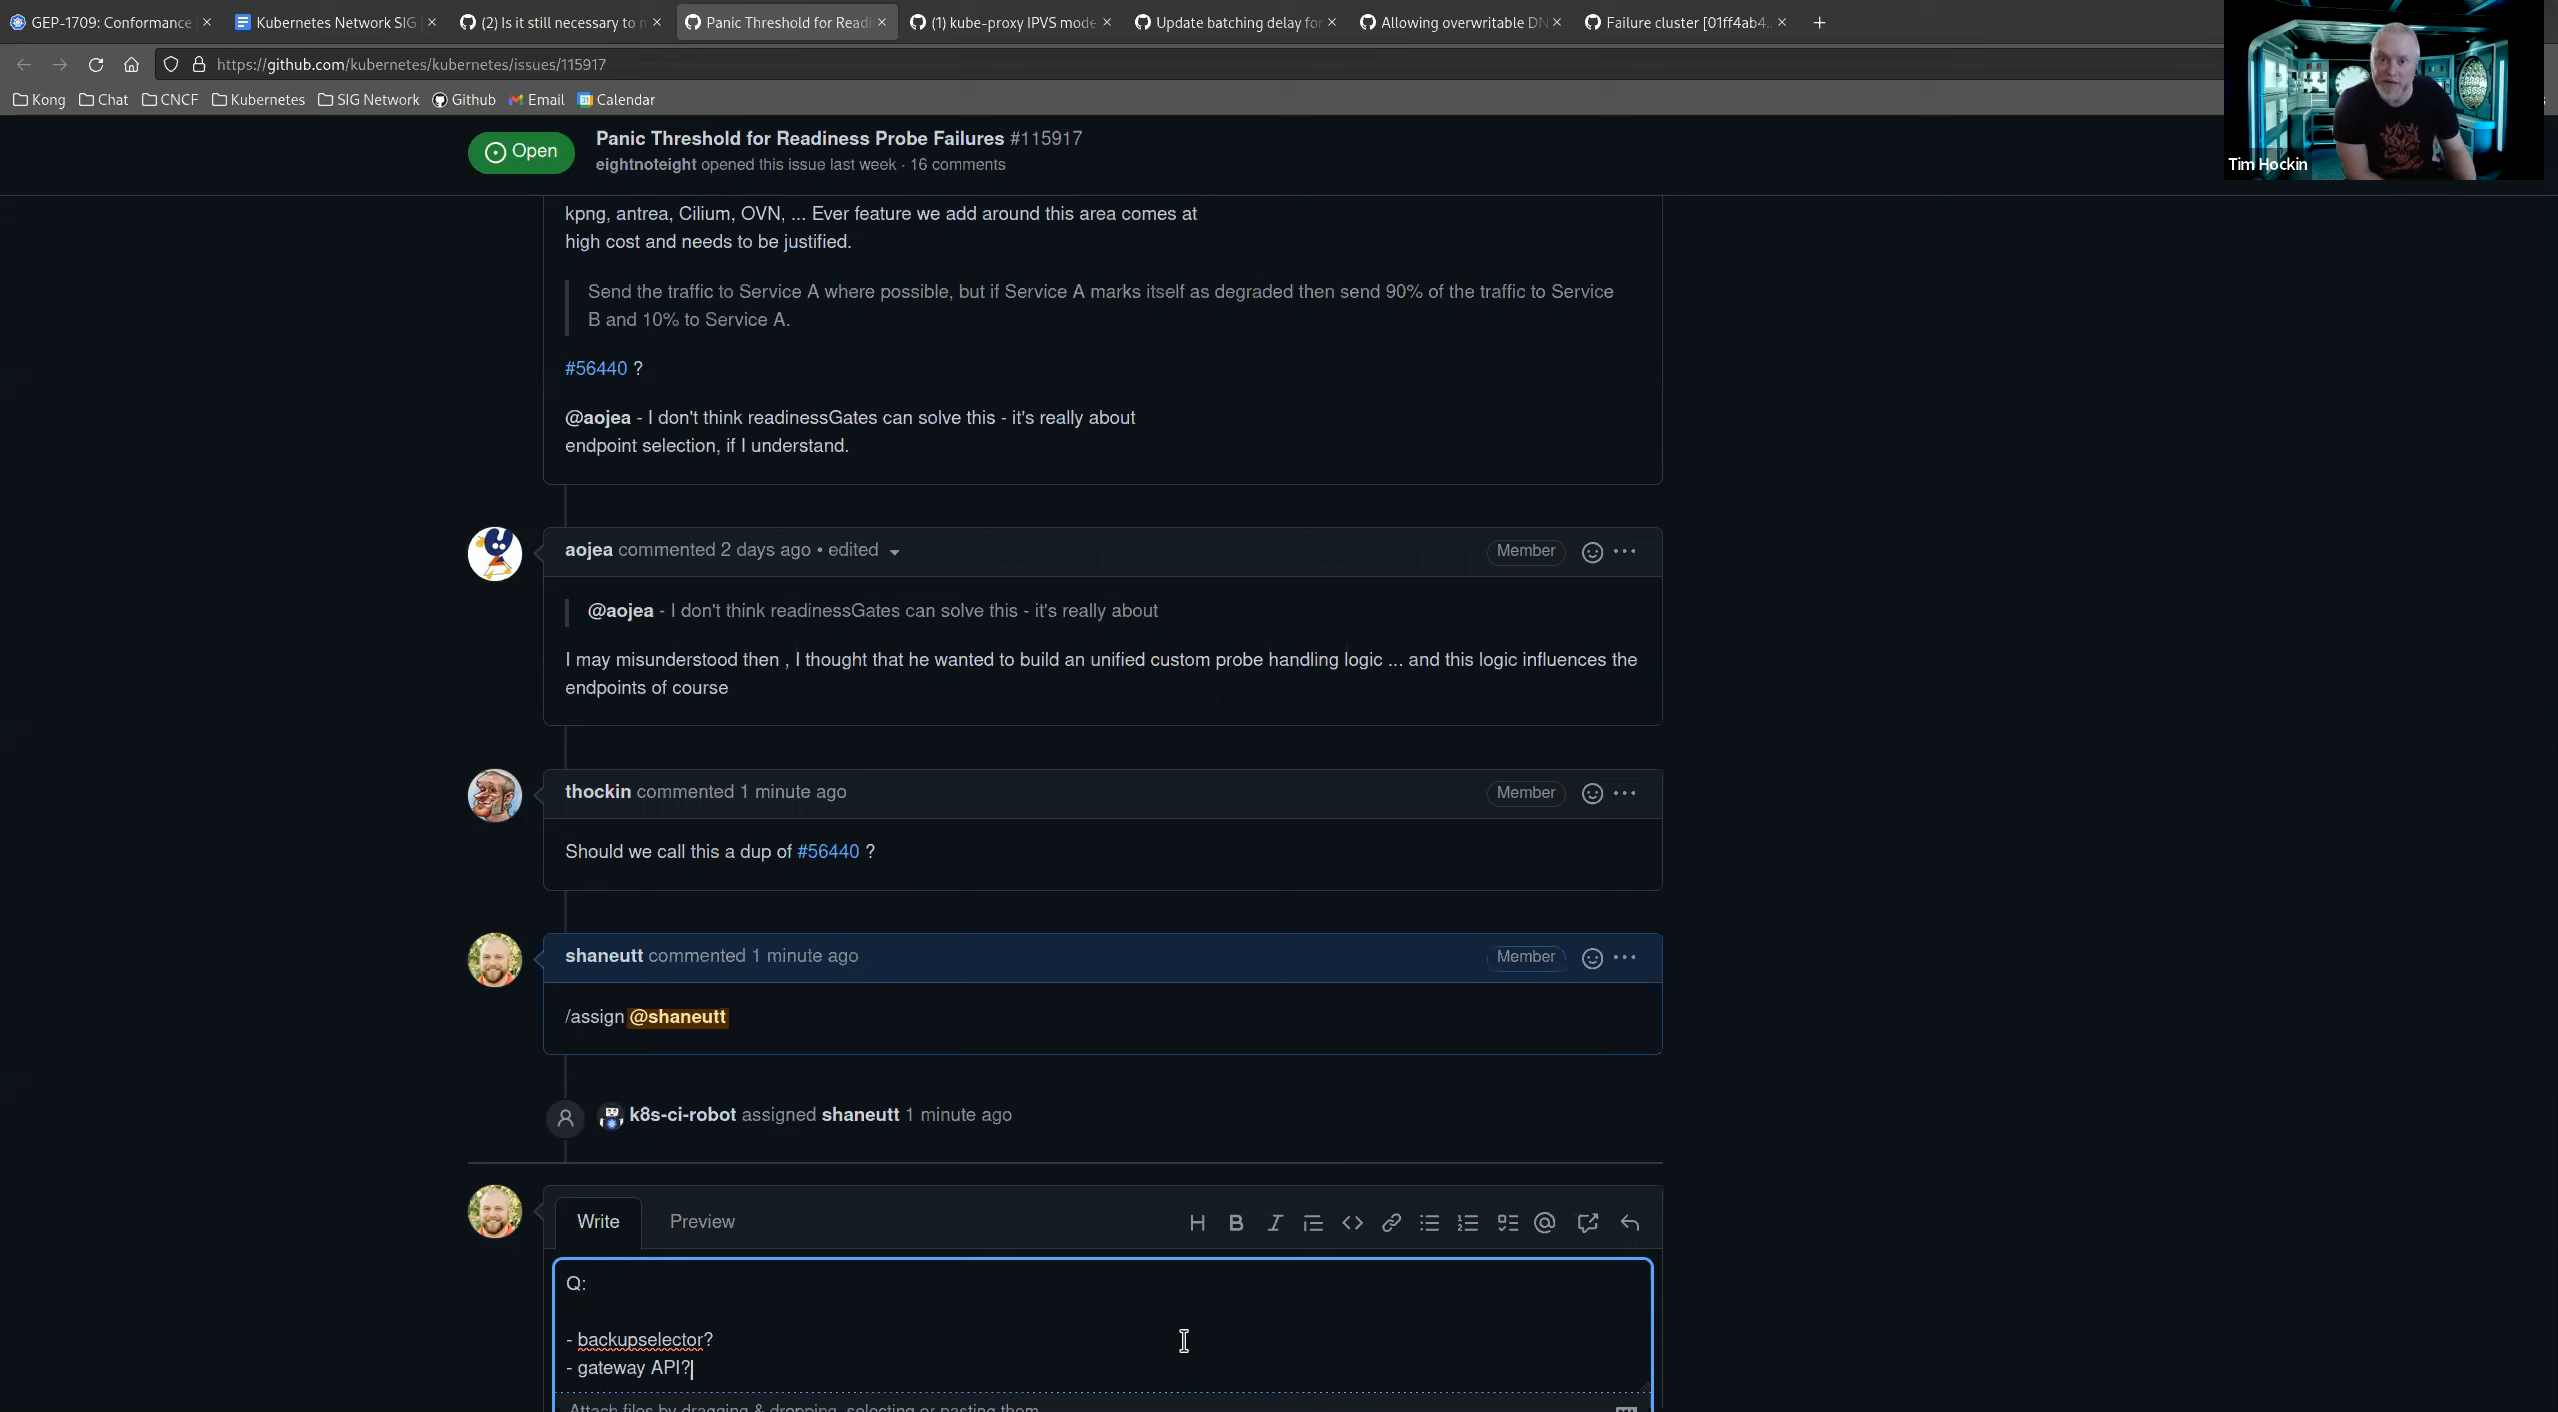 GEP-1709: Conformance
Kubernetes Network SIG
(2) Is it still necessary to
Panic Threshold for Readi
(1) kube-proxy IPVS mode
Update batching delay for
Allowing overwritable DN
Failure cluster [01ff4ab4..
https://github.com/kubernetes/kubernetes/issues/115917
Kong Chat CNCF Kubernetes SIG Network Github Email Calendar
Tim Hockin
Open
Panic Threshold for Readiness Probe Failures #115917
eightnoteight opened this issue last week · 16 comments
kpng, antrea, Cilium, OVN, ... Ever feature we add around this area comes at
high cost and needs to be justified.
Send the traffic to Service A where possible, but if Service A marks itself as degraded then send 90% of the traffic to Service
B and 10% to Service A.
#56440 ?
@aojea - I don't think readinessGates can solve this - it's really about
endpoint selection, if I understand.
aojea commented 2 days ago • edited
Member
@aojea - I don't think readinessGates can solve this - it's really about
I may misunderstood then , I thought that he wanted to build an unified custom probe handling logic ... and this logic influences the
endpoints of course
thockin commented 1 minute ago
Member
Should we call this a dup of #56440 ?
shaneutt commented 1 minute ago
Member
/assign @shaneutt
k8s-ci-robot assigned shaneutt 1 minute ago
Write Preview
Q:
- backupselector?
- gateway API?
Attach files by dragging & dropping, selecting or pasting them.